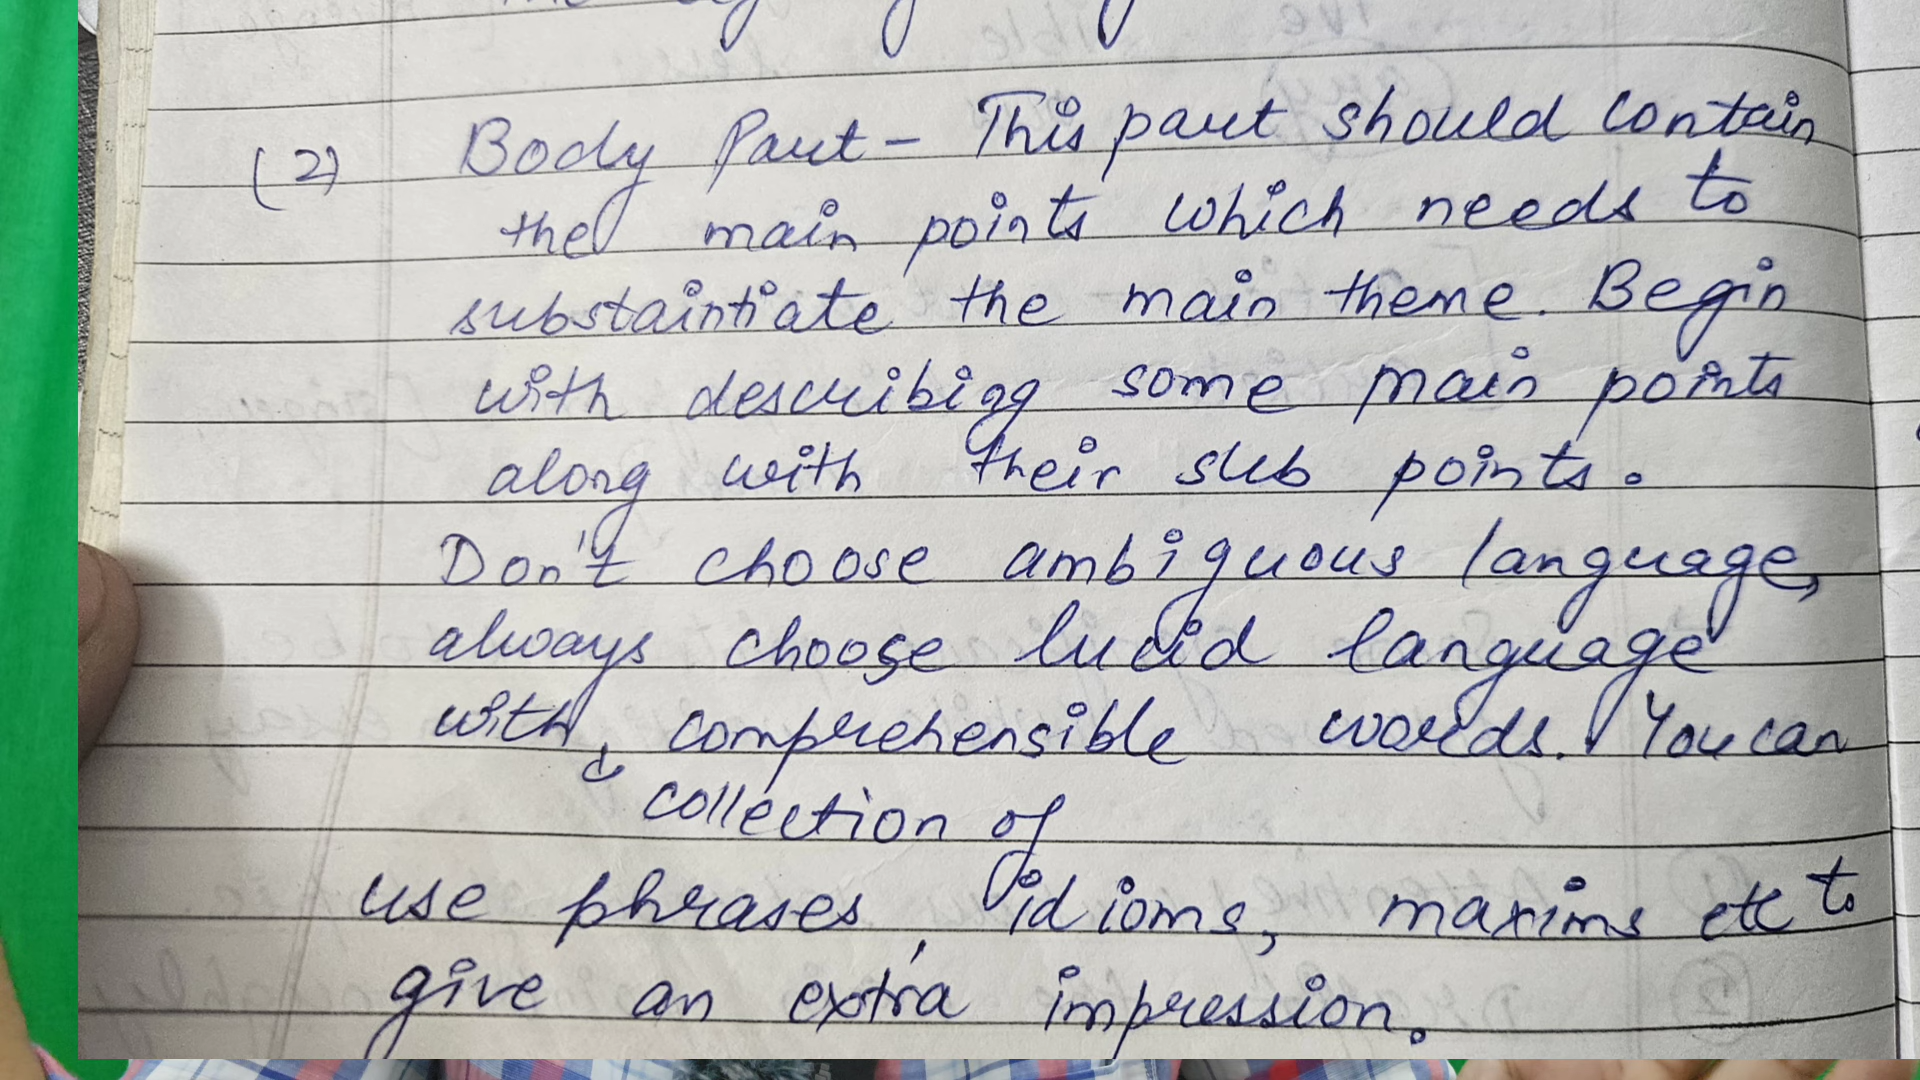 (2) Body Part - This part should contain
the main points which needs to
substaintiate the main theme. Begin
with describing some main points
along with their sub points.
Don't choose ambiguous language,
always choose lucid language
with, comprehensible words. You can
collection of
use phrases, idioms, maxims etc to
give an extra impression.